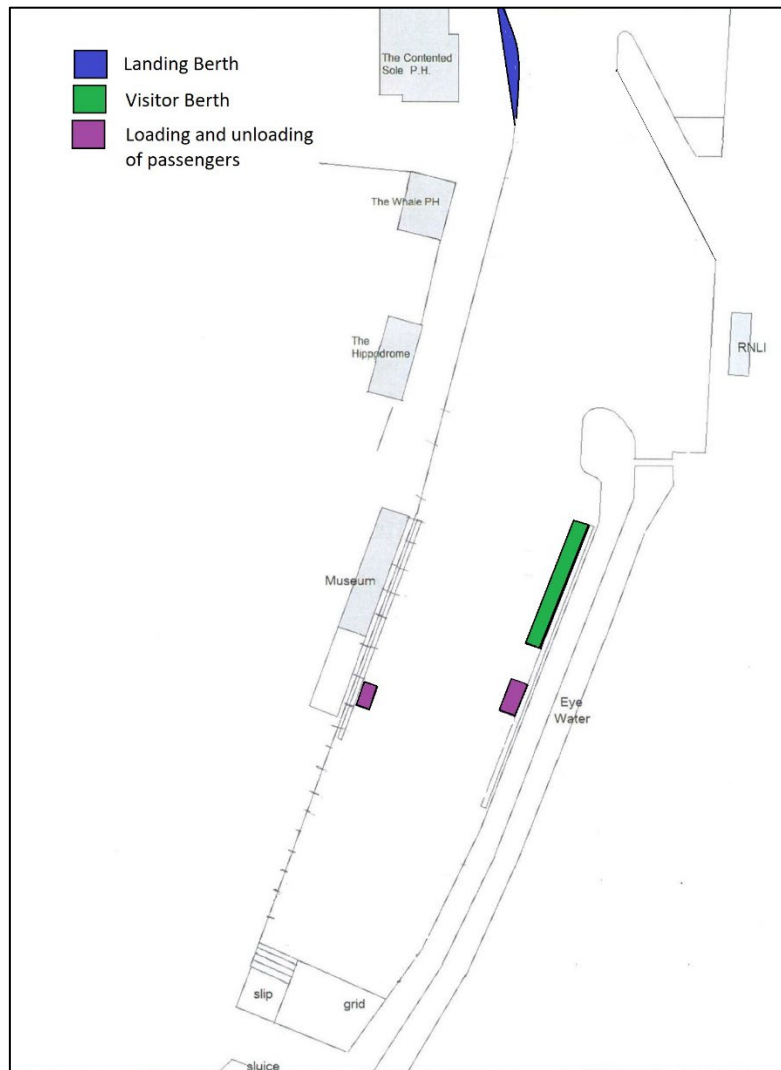 Landing Berth
Visitor Berth
Loading and unloading
of passengers
The Contented
Sole P.H.
The Whale PH
The
Hippodrome
RNLI
Museum
Eye
Water
slip
grid
sluice